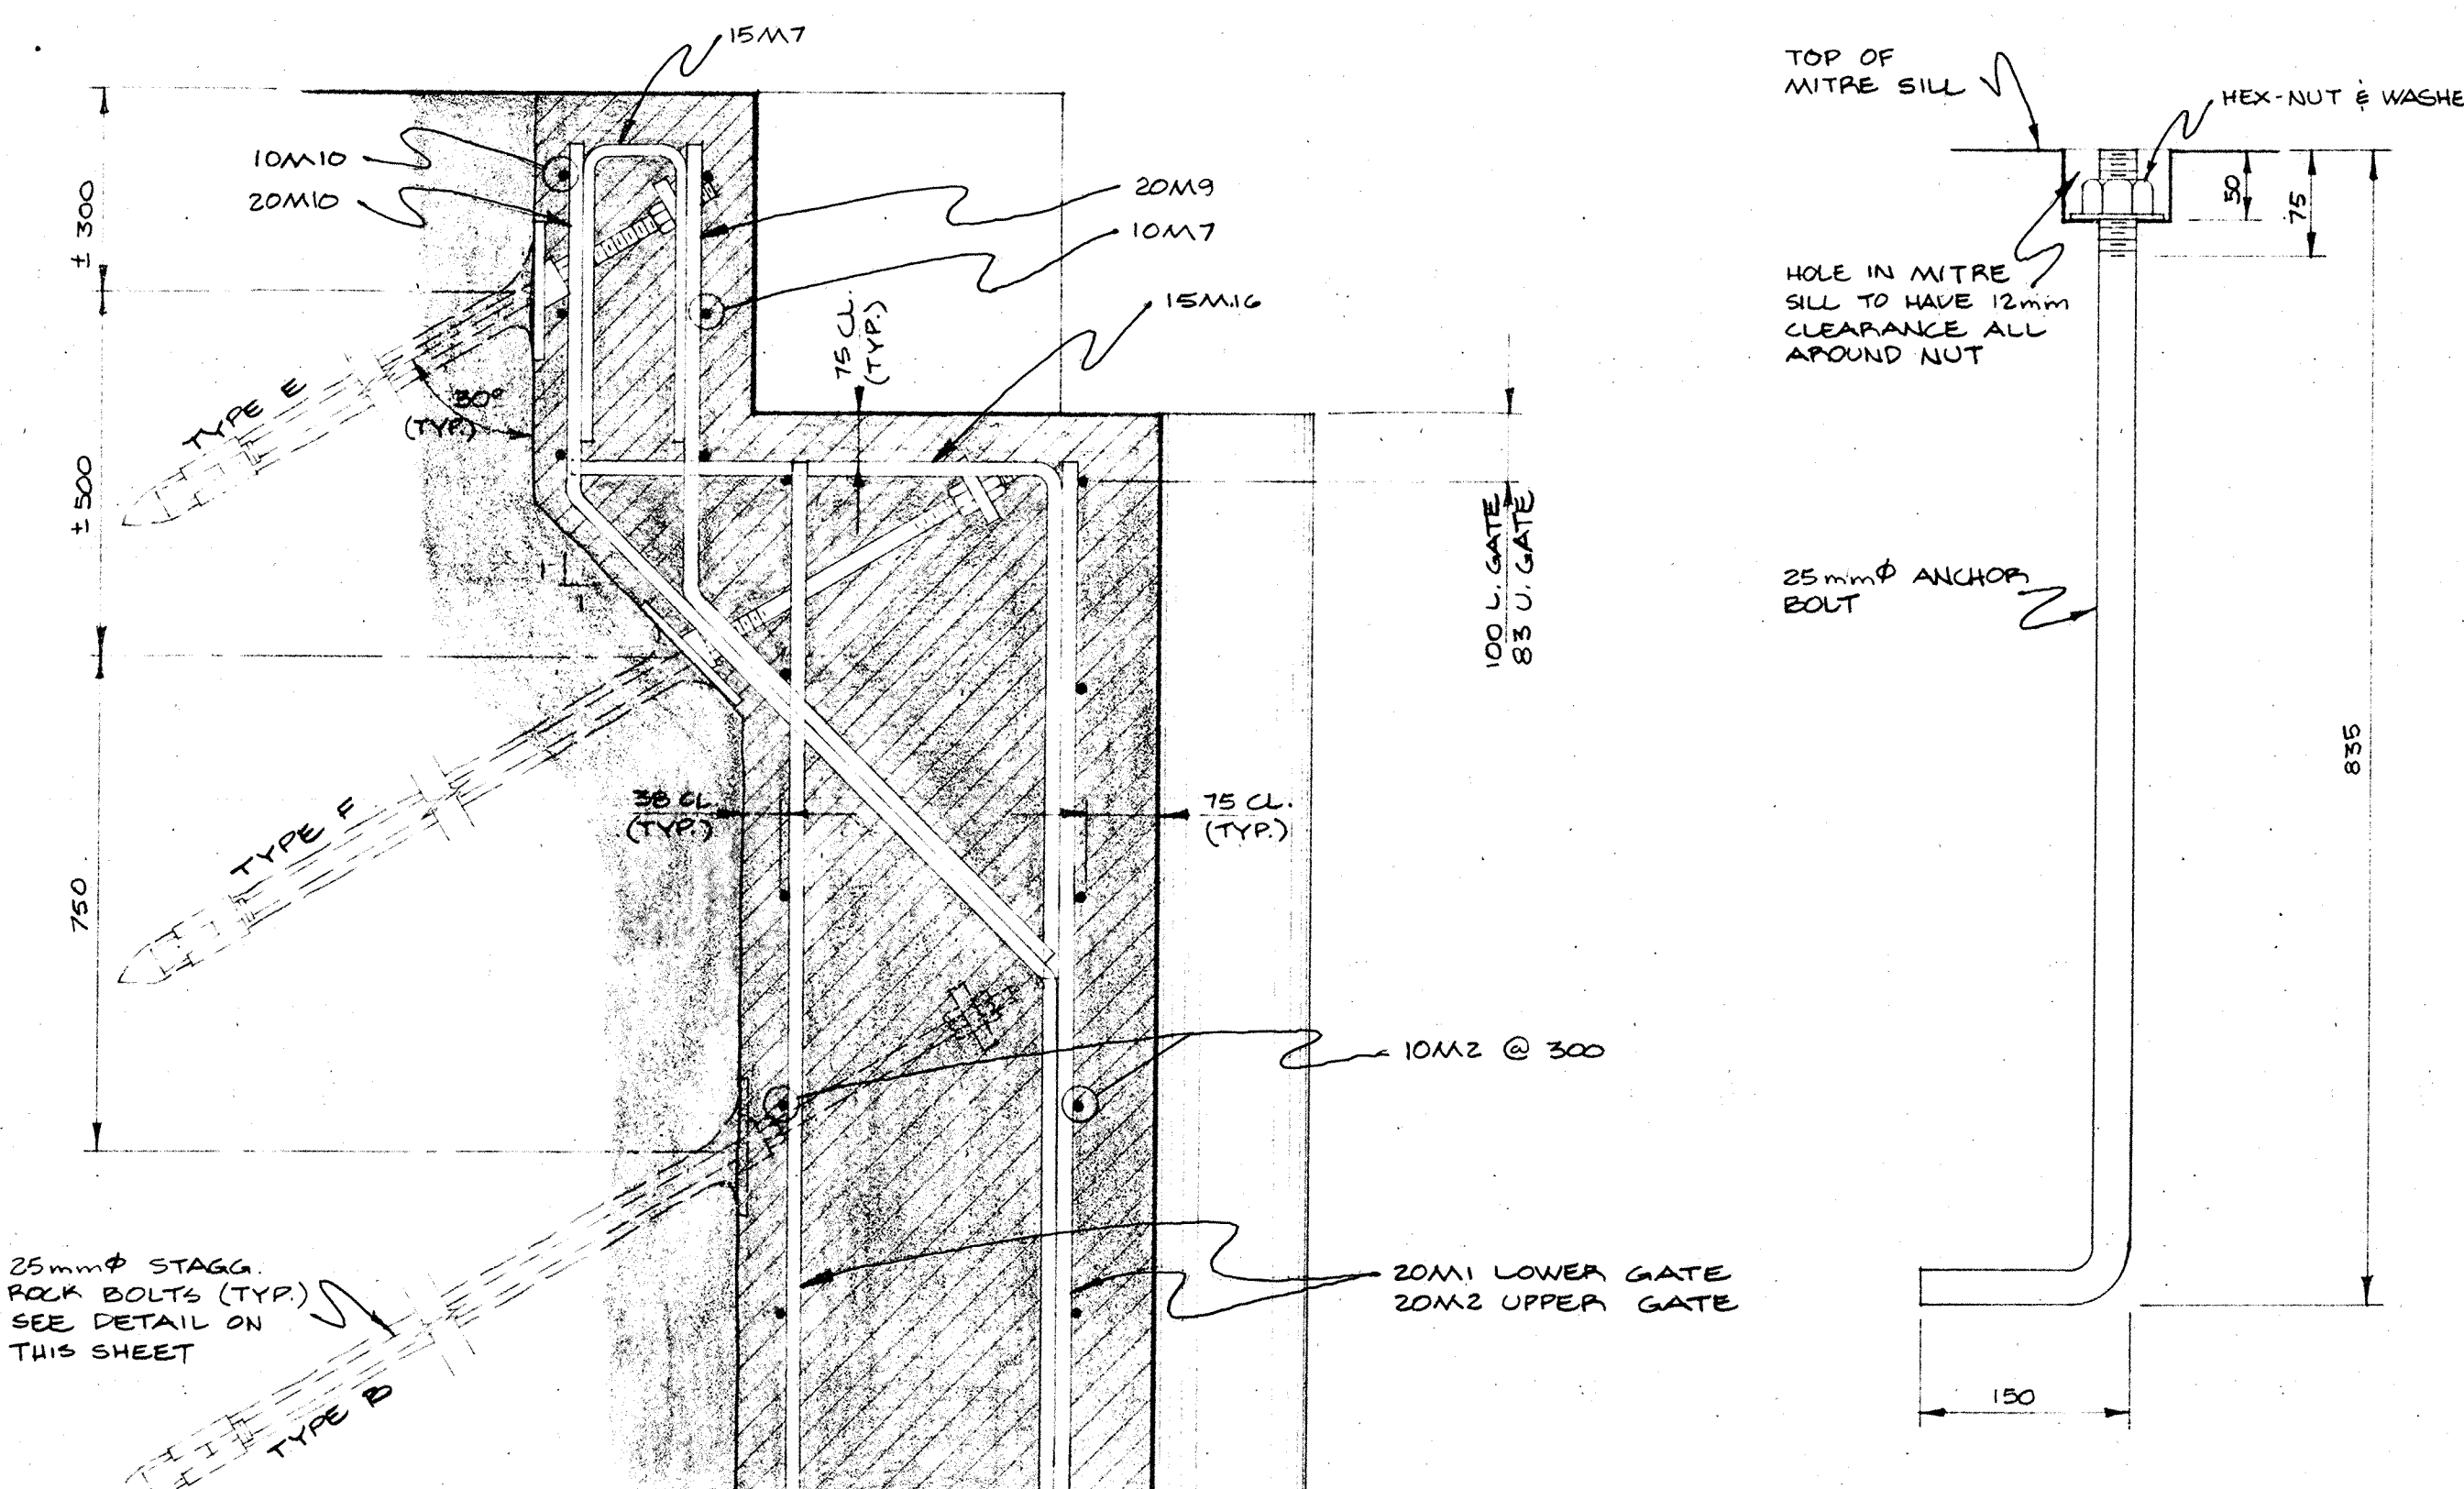 15M7
10M10
20M10
20M9
10M7
15M16
± 300
± 500
750
TYPE E
30°
(TYP.)
75 CL.
(TYP.)
100 L. GATE
83 U. GATE
TYPE F
38 CL.
(TYP.)
75 CL.
(TYP.)
1
1
10M2 @ 300
20M1 LOWER GATE
20M2 UPPER GATE
25mmΦ STAGG.
ROCK BOLTS (TYP.)
SEE DETAIL ON
THIS SHEET
TYPE B
TOP OF
MITRE SILL
HEX-NUT & WASHE
50
75
HOLE IN MITRE
SILL TO HAVE 12mm
CLEARANCE ALL
AROUND NUT
25mmΦ ANCHOR
BOLT
835
150